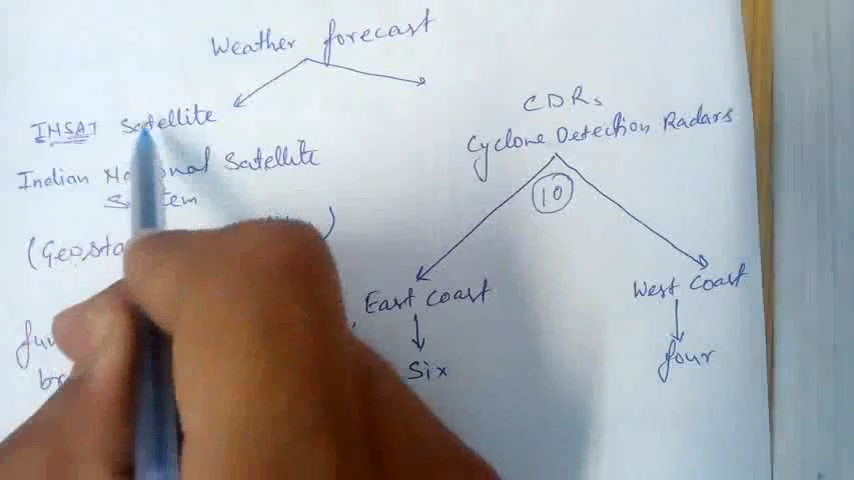 Weather forecast
INSAT Satellite
Indian National Satellite
System
(Geosta
CDRs
Cyclone Detection Radars
10
East coast
West coast
Six
four